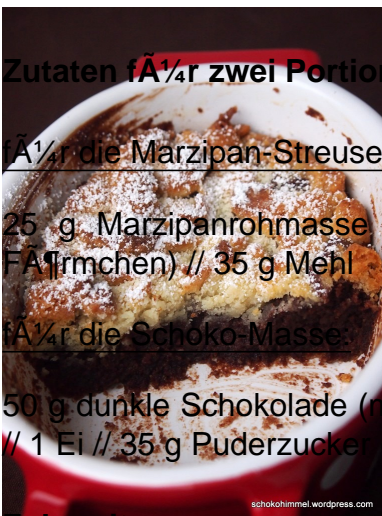 Zutaten fÃ¼r zwei Portion
fÃ¼r die Marzipan-Streuse
25 g Marzipanrohmasse
FÃ¶rmchen) // 35 g Mehl
fÃ¼r die Schoko-Masse:
50 g dunkle Schokolade (m
// 1 Ei // 35 g Puderzucker
schokohimmel.wordpress.com